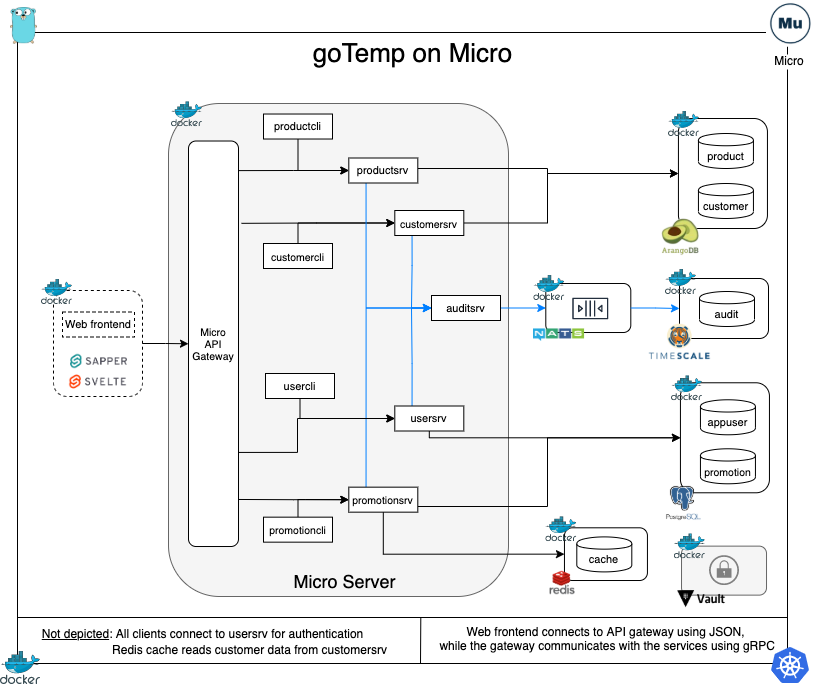 Mu
Micro
goTemp on Micro
docker
productcli
productsrv
customersrv
customercli
auditsrv
Micro
API
Gateway
usercli
usersrv
promotionsrv
promotioncli
Micro Server
docker
Web frontend
SAPPER
SVELTE
docker
product
customer
ArangoDB
docker
NATS
docker
audit
TIMESCALE
docker
appuser
promotion
PostgreSQL
docker
cache
redis
docker
Vault
Not depicted: All clients connect to usersrv for authentication
Redis cache reads customer data from customersrv
Web frontend connects to API gateway using JSON,
while the gateway communicates with the services using gRPC
docker